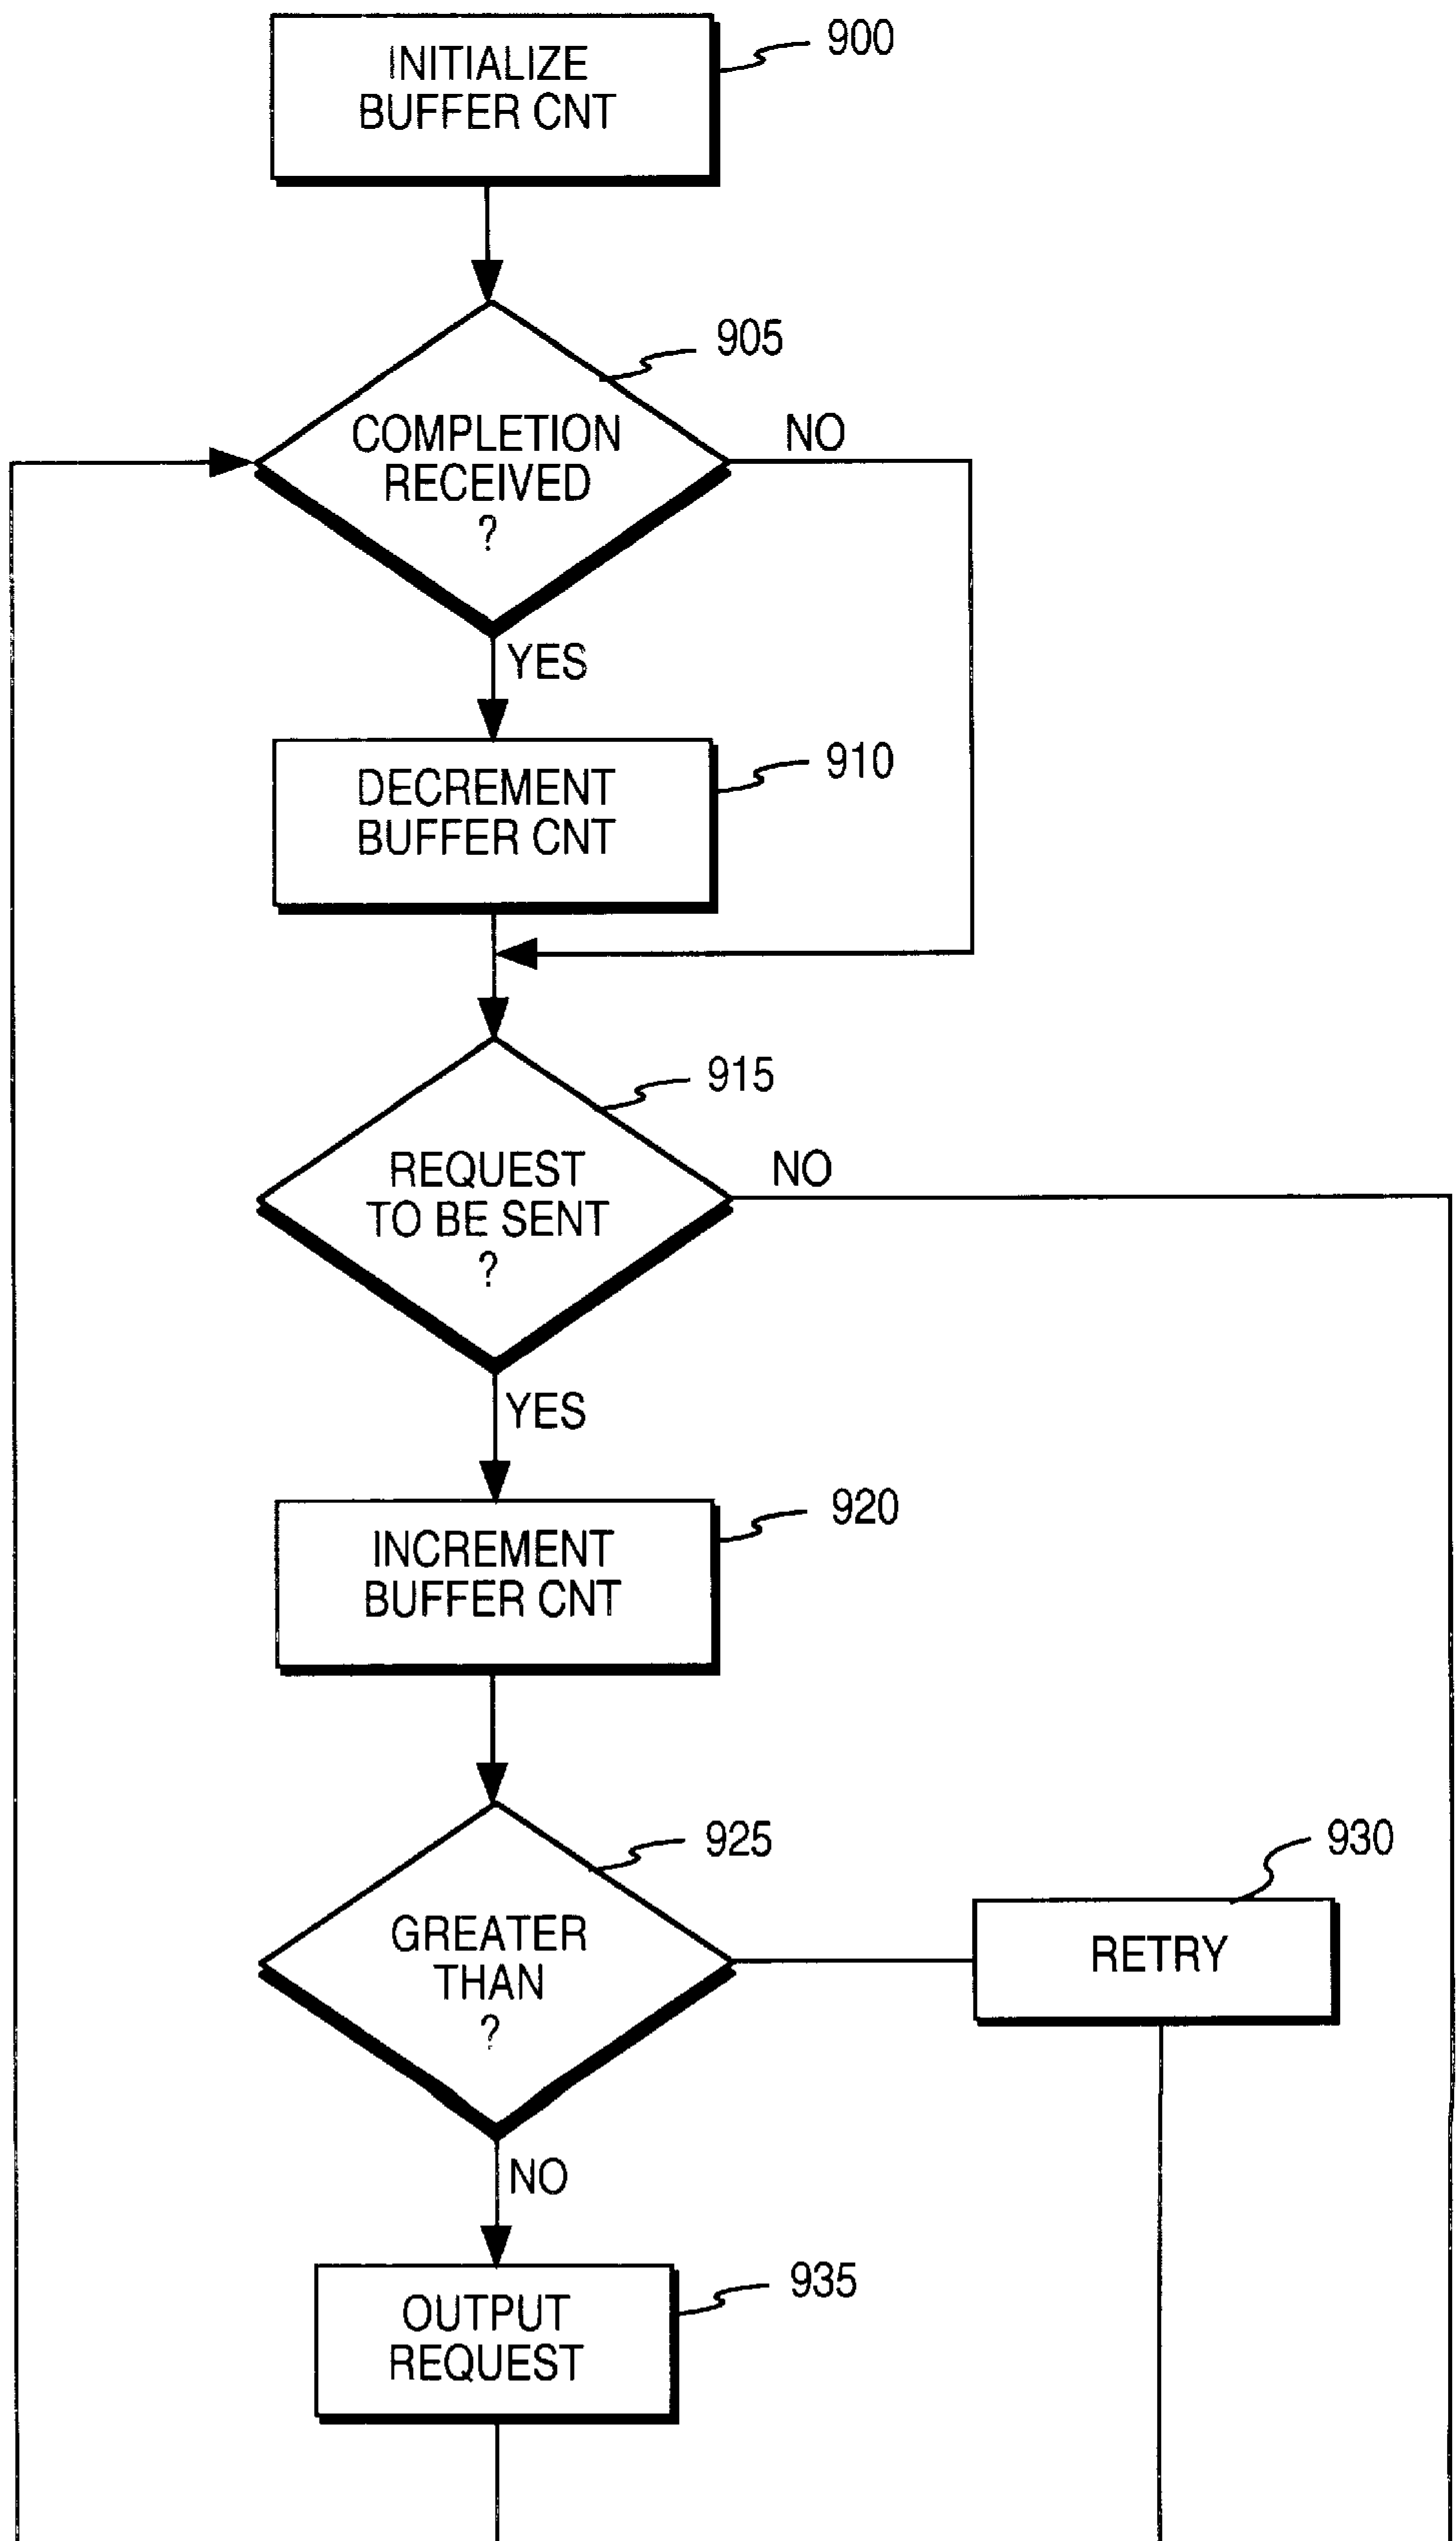 INITIALIZE
BUFFER CNT
900
905
COMPLETION
RECEIVED
?
NO
YES
910
DECREMENT
BUFFER CNT
915
REQUEST
TO BE SENT
?
NO
YES
920
INCREMENT
BUFFER CNT
925
GREATER
THAN
?
930
RETRY
NO
935
OUTPUT
REQUEST